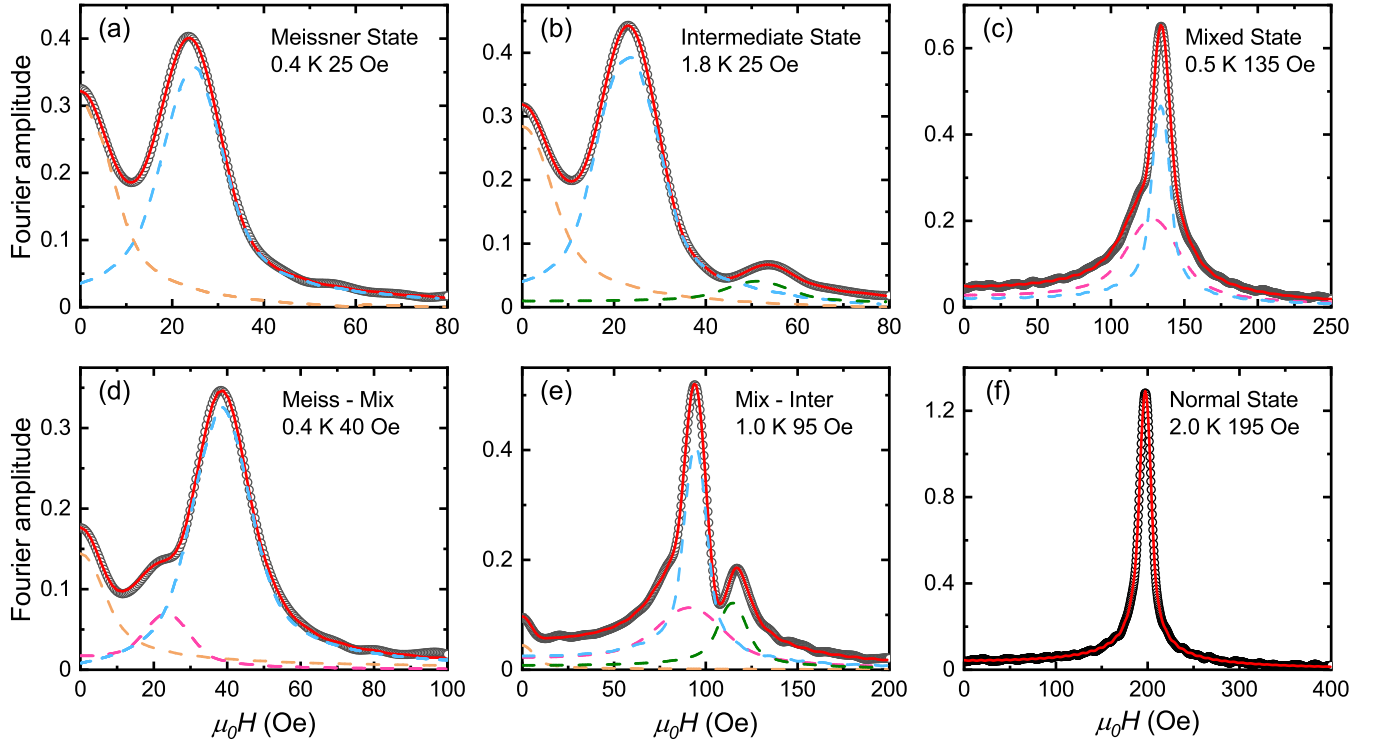 (a)
Meissner State
0.4 K 25 Oe
0.4
0.3
0.2
0.1
0
0
20
40
60
80
Fourier amplitude
(b)
Intermediate State
1.8 K 25 Oe
0.4
0.3
0.2
0.1
0
0
20
40
60
80
(c)
Mixed State
0.5 K 135 Oe
0.6
0.4
0.2
0
0
50
100
150
200
250
(d)
Meiss - Mix
0.4 K 40 Oe
0.3
0.2
0.1
0
0
20
40
60
80
100
Fourier amplitude
μ₀H (Oe)
(e)
Mix - Inter
1.0 K 95 Oe
0.4
0.2
0
0
50
100
150
200
μ₀H (Oe)
(f)
Normal State
2.0 K 195 Oe
1.2
0.8
0.4
0
0
100
200
300
400
μ₀H (Oe)